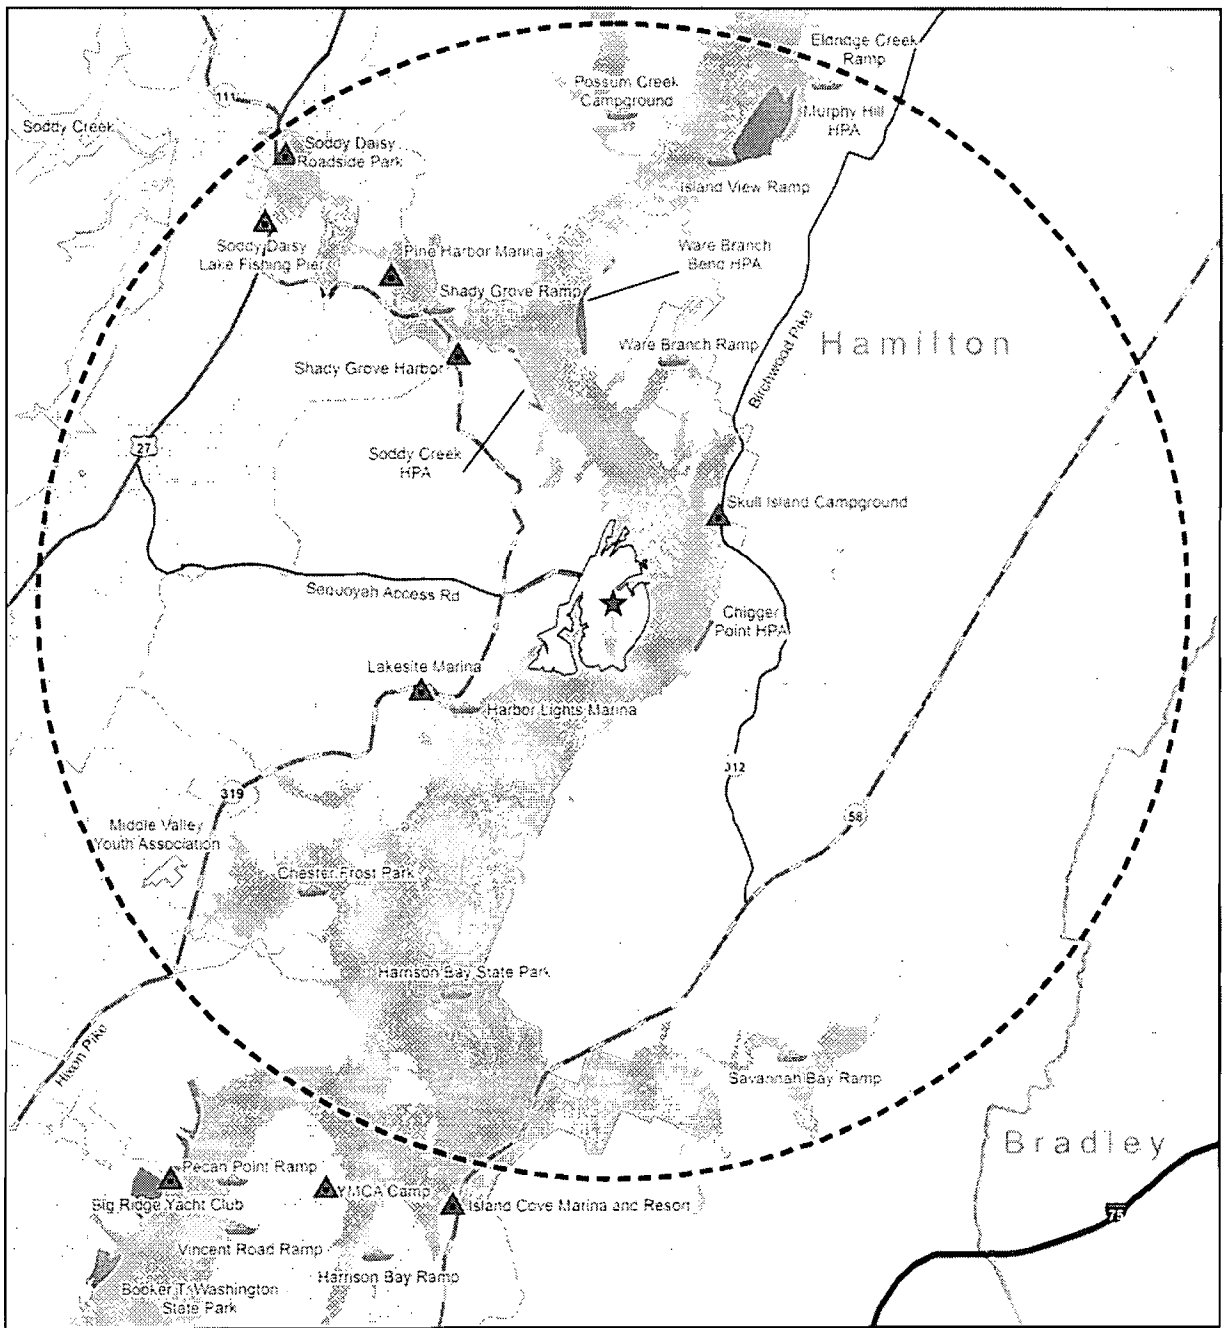 Eldridge Creek
Ramp
Possum Creek
Campground
111
Murphy Hill
HPA
Soddy Creek
Soddy Daisy
Roadside Park
Island View Ramp
Soddy Daisy
Lake Fishing Pier
Pine Harbor Marina
Ware Branch
Bend HPA
Shady Grove Ramp
Birchwood Pike
Hamilton
Ware Branch Ramp
Shady Grove Harbor
27
Soddy Creek
HPA
Skull Island Campground
Sequoyah Access Rd
Chigger
Point HPA
Lakesite Marina
Harbor Lights Marina
312
319
58
Middle Valley
Youth Association
Chester Frost Park
Harrison Bay State Park
Hixon Pike
Savannah Bay Ramp
Bradley
Pecan Point Ramp
YMCA Camp
Big Ridge Yacht Club
Island Cove Marina and Resort
75
Vincent Road Ramp
Harrison Bay Ramp
Booker T. Washington
State Park